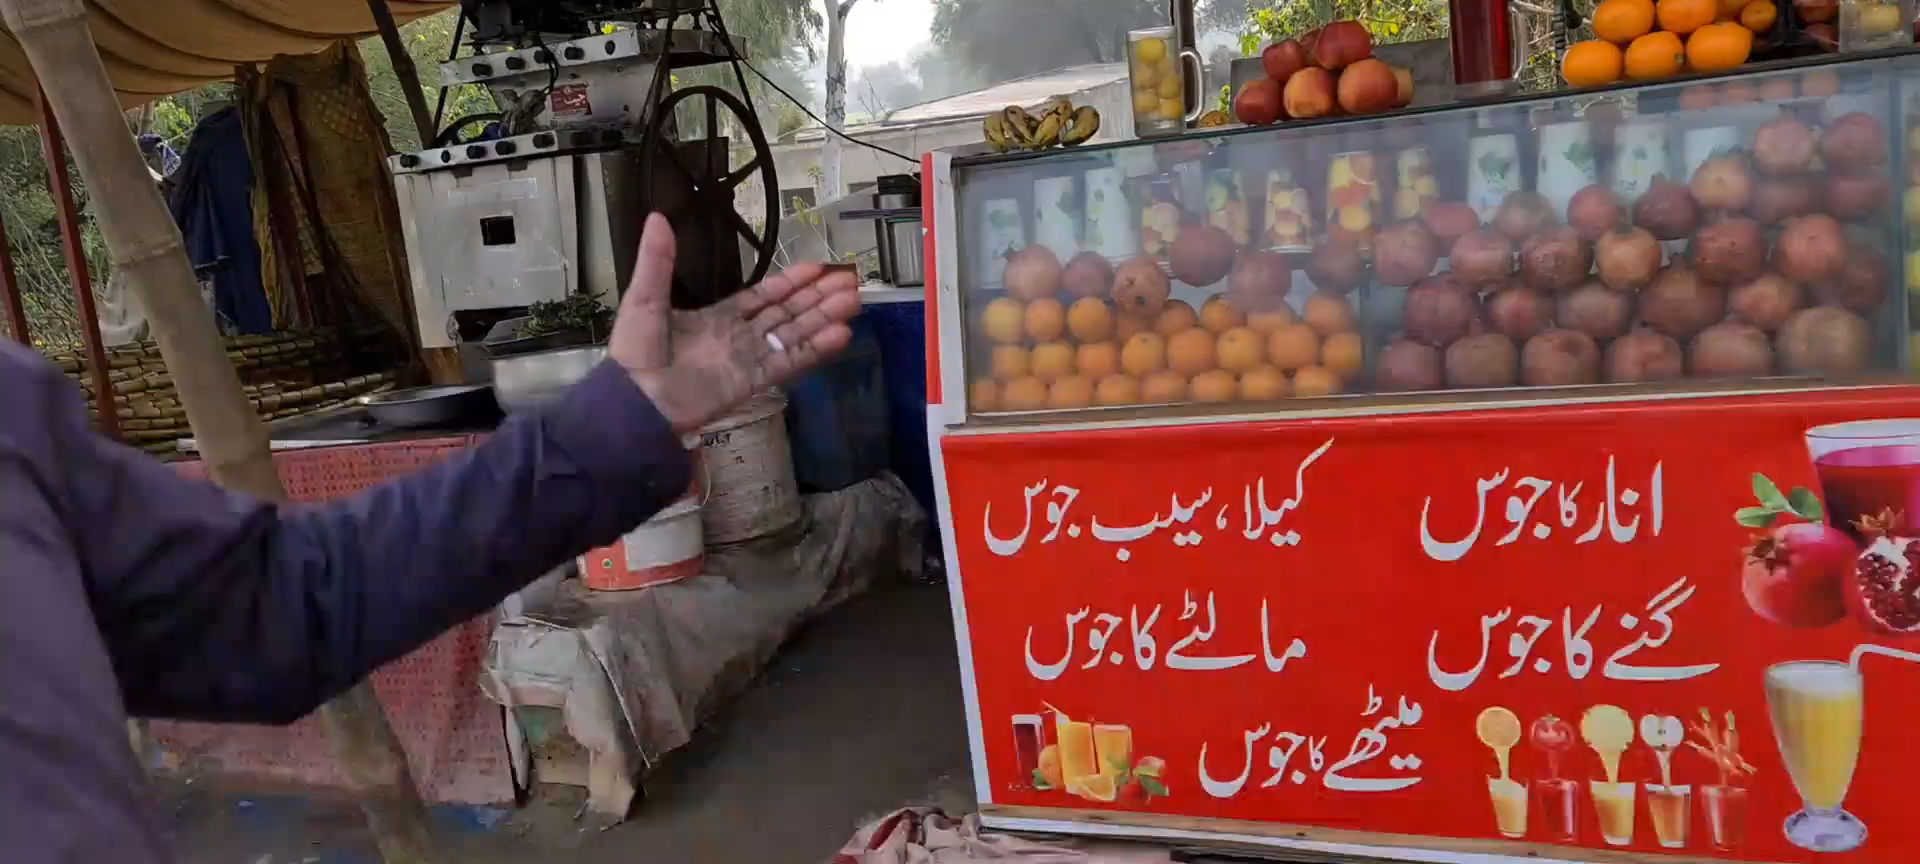 انار کا جوس
کیلا، سیب جوس
گنے کا جوس
مالٹے کا جوس
میٹھے کا جوس